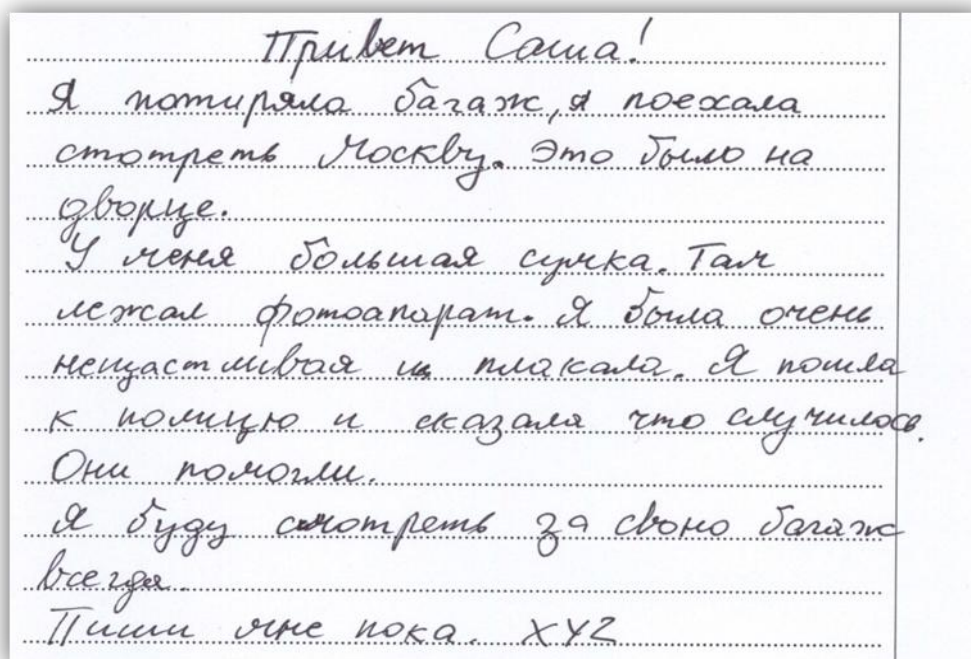 Привет Саша!
Я потиряла багаж, я поехала
смотреть Москву. Это было на
дворце.
У меня большая сумка. Там
лежал фотоапарат. Я была очень
нещастливая и плакала. Я пошла
к полицю и сказала что случилось.
Они помогли.
Я буду смотреть за свою багаж
всегда.
Пиши мне пока. XYZ